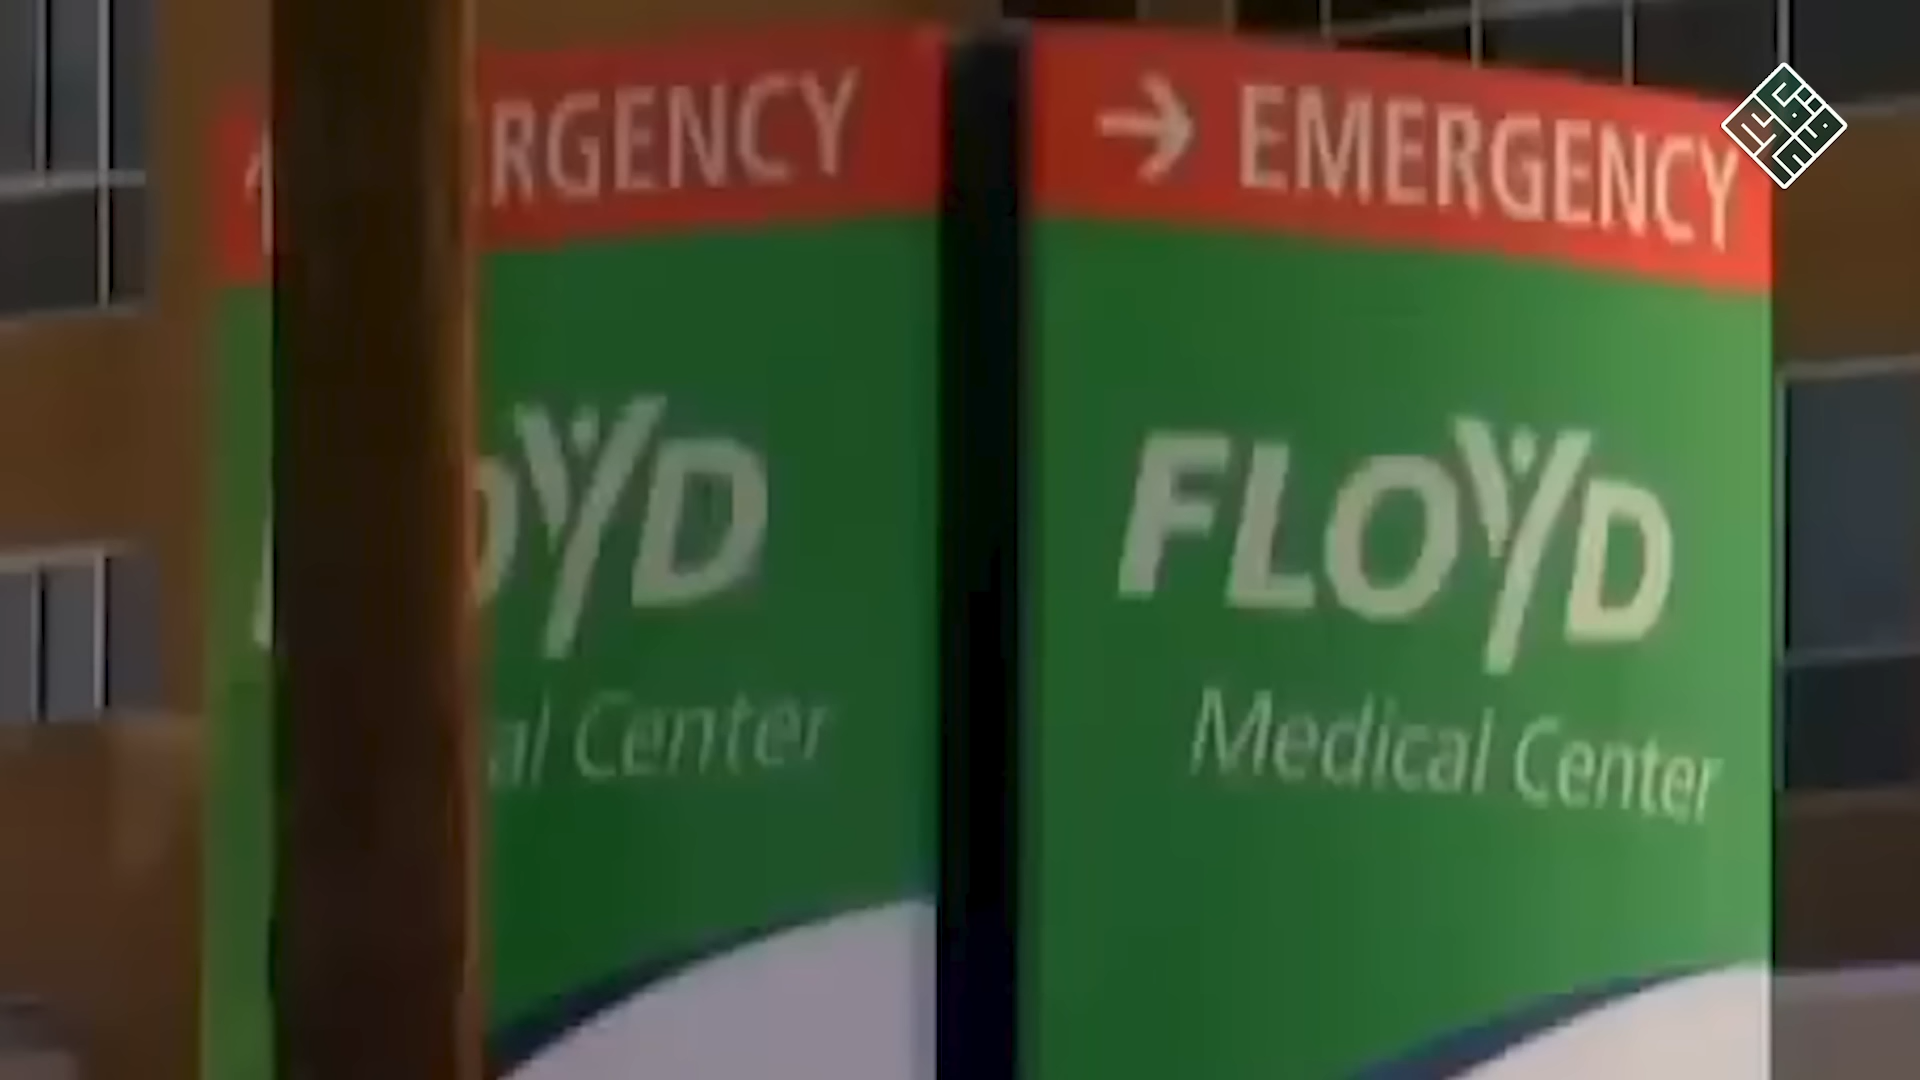 RGENCY
OYD
al Center
→ EMERGENCY
FLOYD
Medical Center